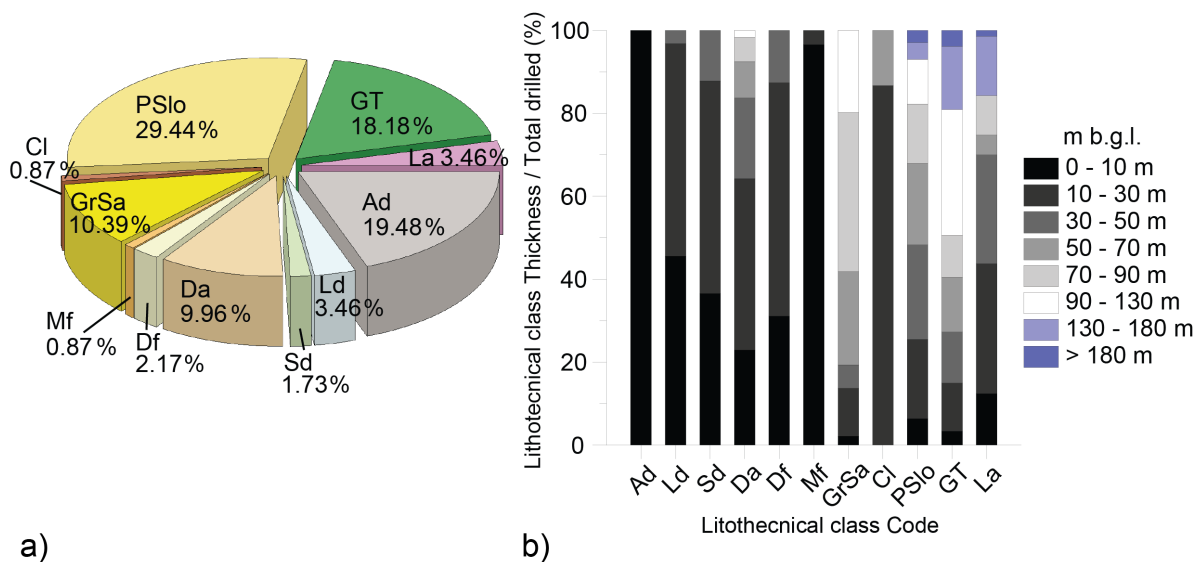 PSlo
29.44%
GT
18.18%
La 3.46%
Ad
19.48%
Ld
3.46%
Sd
1.73%
Da
9.96%
Df
2.17%
Mf
0.87%
GrSa
10.39%
Cl
0.87%
a)
Lithotecnical class Thickness / Total drilled (%)
100
80
60
40
20
0
Ad
Ld
Sd
Da
Df
Mf
GrSa
Cl
PSlo
GT
La
Litothecnical class Code
m b.g.l.
0 - 10 m
10 - 30 m
30 - 50 m
50 - 70 m
70 - 90 m
90 - 130 m
130 - 180 m
> 180 m
b)